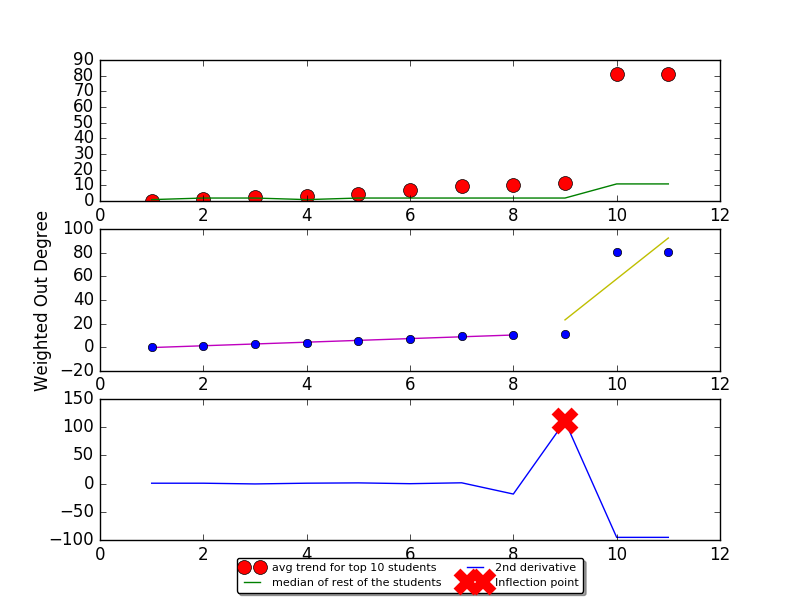 90
80
70
60
50
40
30
20
10
0
0 2 4 6 8 10 12
Weighted Out Degree
100
80
60
40
20
0
−20
0 2 4 6 8 10 12
150
100
50
0
−50
−100
0 2 4 6 8 10 12
avg trend for top 10 students
median of rest of the students
2nd derivative
Inflection point